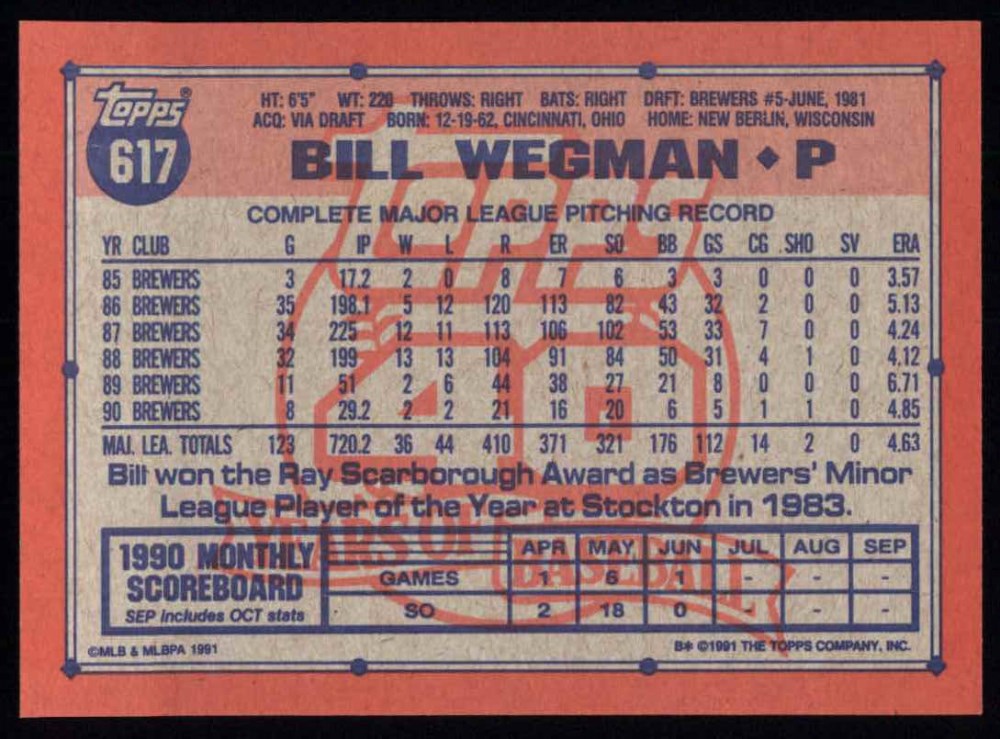 Topps®
617
HT: 6'5" WT: 220 THROWS: RIGHT BATS: RIGHT DRFT: BREWERS #5-JUNE, 1981
ACQ: VIA DRAFT BORN: 12-19-62, CINCINNATI, OHIO HOME: NEW BERLIN, WISCONSIN
BILL WEGMAN ♦ P
COMPLETE MAJOR LEAGUE PITCHING RECORD
YR CLUB G IP W L R ER SO BB GS CG SHO SV ERA
85 BREWERS 3 17.2 2 0 8 7 6 3 3 0 0 0 3.57
86 BREWERS 35 198.1 5 12 120 113 82 43 32 2 0 0 5.13
87 BREWERS 34 225 12 11 113 106 102 53 33 7 0 0 4.24
88 BREWERS 32 199 13 13 104 91 84 50 31 4 1 0 4.12
89 BREWERS 11 51 2 6 44 38 27 21 8 0 0 0 6.71
90 BREWERS 8 29.2 2 2 21 16 20 6 5 1 1 0 4.85
MAJ. LEA. TOTALS 123 720.2 36 44 410 371 321 176 112 14 2 0 4.63
Bill won the Ray Scarborough Award as Brewers' Minor
League Player of the Year at Stockton in 1983.
Topps
40
YEARS OF BASEBALL
1990 MONTHLY
SCOREBOARD
SEP includes OCT stats
APR MAY JUN JUL AUG SEP
GAMES 1 6 1 - - -
SO 2 18 0 - - -
©MLB & MLBPA 1991
B* ©1991 THE TOPPS COMPANY, INC.